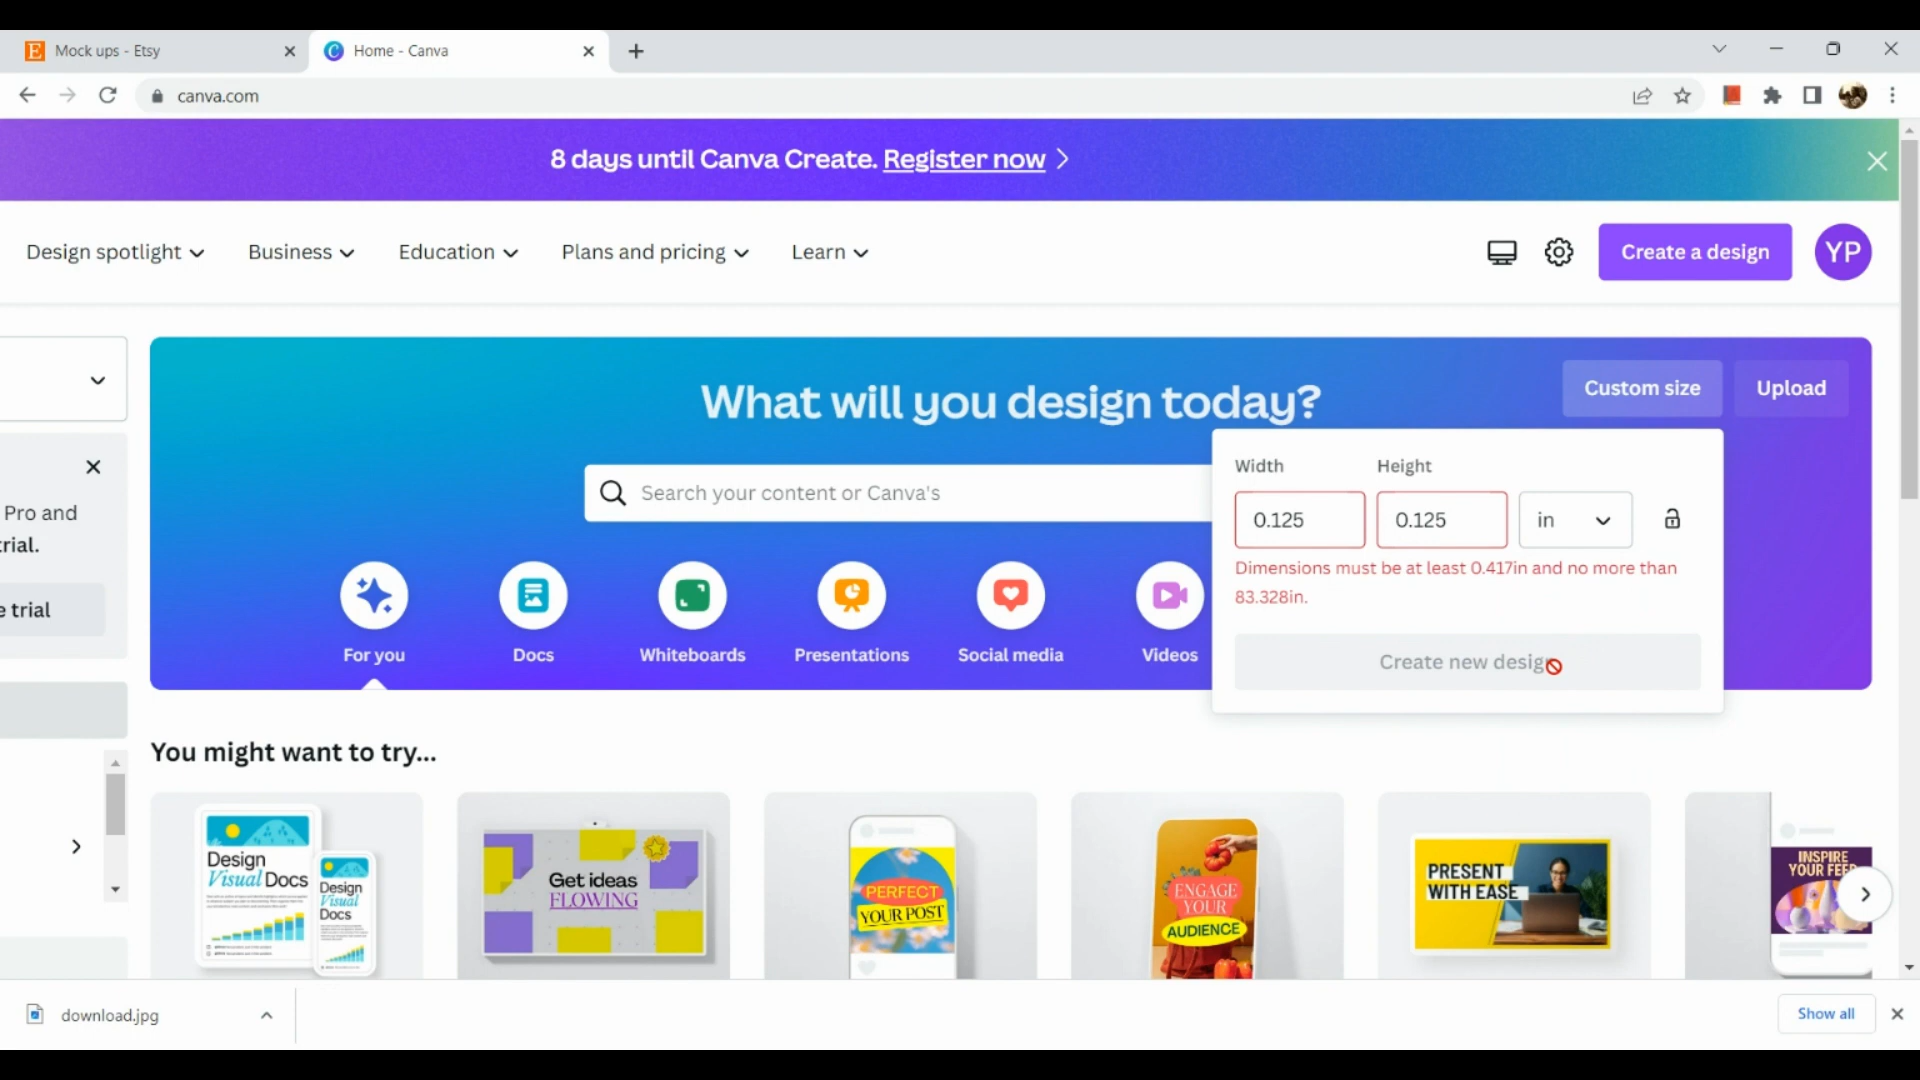 Mock ups - Etsy
Home - Canva
canva.com
8 days until Canva Create. Register now
Design spotlight
Business
Education
Plans and pricing
Learn
Create a design
YP
What will you design today?
Custom size
Upload
Width
Height
Search your content or Canva's
0.125
0.125
in
Dimensions must be at least 0.417in and no more than
83.328in.
Pro and
rial.
e trial
For you
Docs
Whiteboards
Presentations
Social media
Videos
Create new design
You might want to try...
Design
Visual Docs
Design
Visual
Docs
Get ideas
FLOWING
PERFECT
YOUR POST
ENGAGE
YOUR
AUDIENCE
PRESENT
WITH EASE
INSPIRE
YOUR FEED
download.jpg
Show all